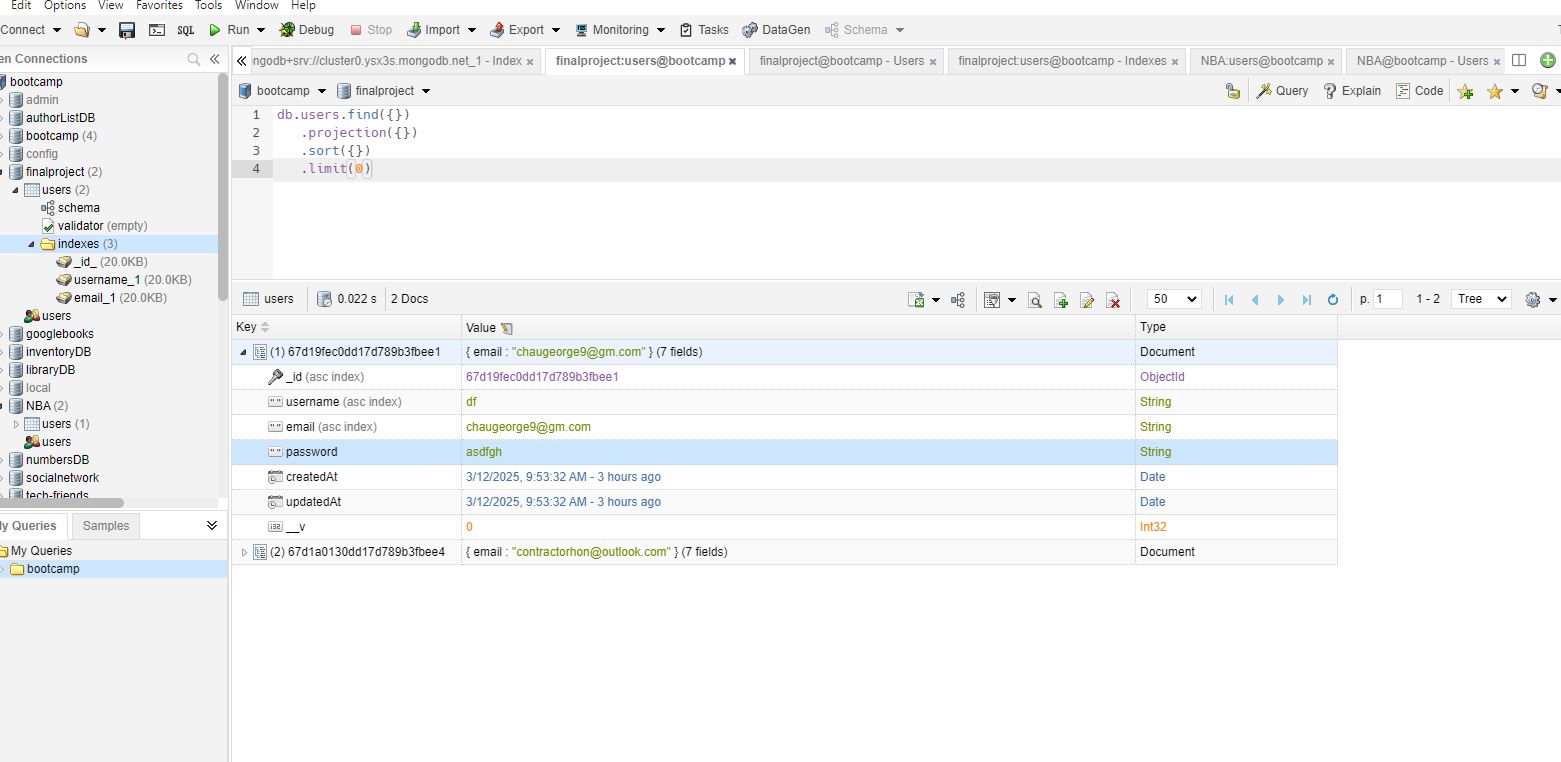 Edit Options View Favorites Tools Window Help
Connect Run Debug Stop Import Export Monitoring Tasks DataGen Schema
en Connections
ngodb+srv://cluster0.ysx3s.mongodb.net_1 - Index finalproject:users@bootcamp finalproject@bootcamp - Users finalproject:users@bootcamp - Indexes NBA:users@bootcamp NBA@bootcamp - Users
bootcamp
admin
authorListDB
bootcamp (4)
config
finalproject (2)
users (2)
schema
validator (empty)
indexes (3)
_id_ (20.0KB)
username_1 (20.0KB)
email_1 (20.0KB)
users
googlebooks
inventoryDB
libraryDB
local
NBA (2)
users (1)
users
numbersDB
socialnetwork
tech-friends
My Queries Samples
My Queries
bootcamp
bootcamp finalproject Query Explain Code
1 db.users.find({})
2 .projection({})
3 .sort({})
4 .limit(0)
users 0.022 s 2 Docs 50 p. 1 1 - 2 Tree
Key Value Type
(1) 67d19fec0dd17d789b3fbee1 { email : "chaugeorge9@gm.com" } (7 fields) Document
_id (asc index) 67d19fec0dd17d789b3fbee1 ObjectId
username (asc index) df String
email (asc index) chaugeorge9@gm.com String
password asdfgh String
createdAt 3/12/2025, 9:53:32 AM - 3 hours ago Date
updatedAt 3/12/2025, 9:53:32 AM - 3 hours ago Date
__v 0 Int32
(2) 67d1a0130dd17d789b3fbee4 { email : "contractorhon@outlook.com" } (7 fields) Document